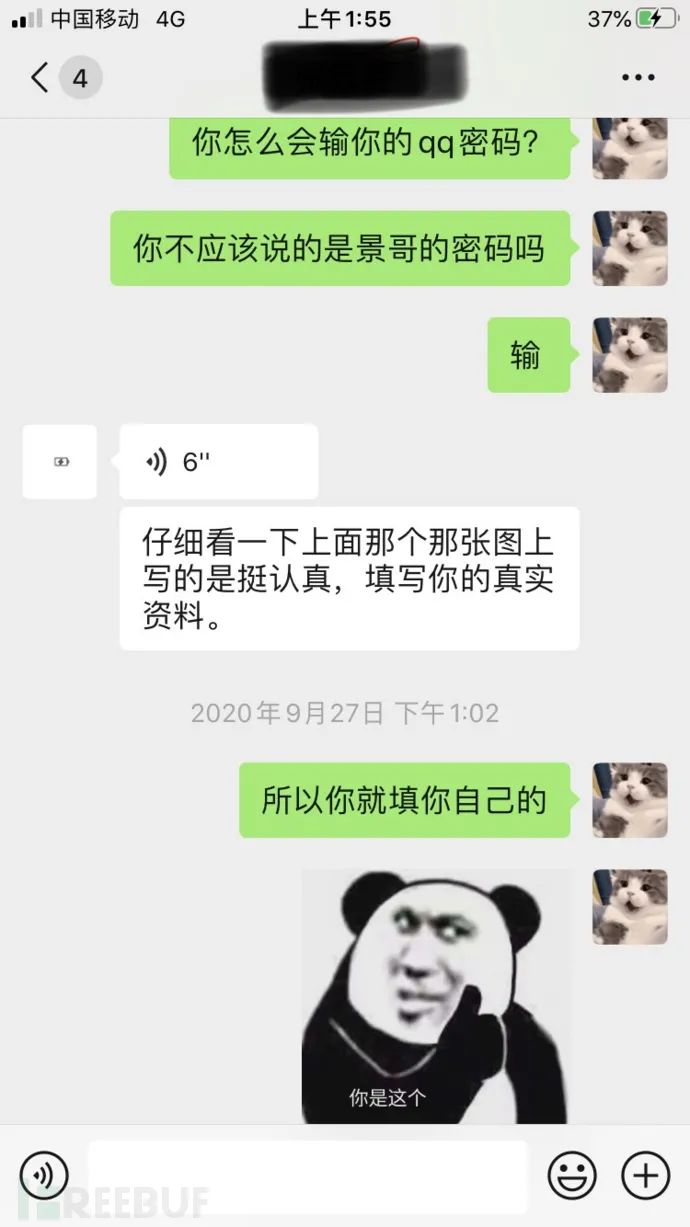 中国移动 4G 上午1:55 37%
4
你怎么会输你的qq密码?
你不应该说的是景哥的密码吗
输
6''
仔细看一下上面那个那张图上
写的是挺认真，填写你的真实
资料。
2020年9月27日 下午1:02
所以你就填你自己的
你是这个
FREEBUF